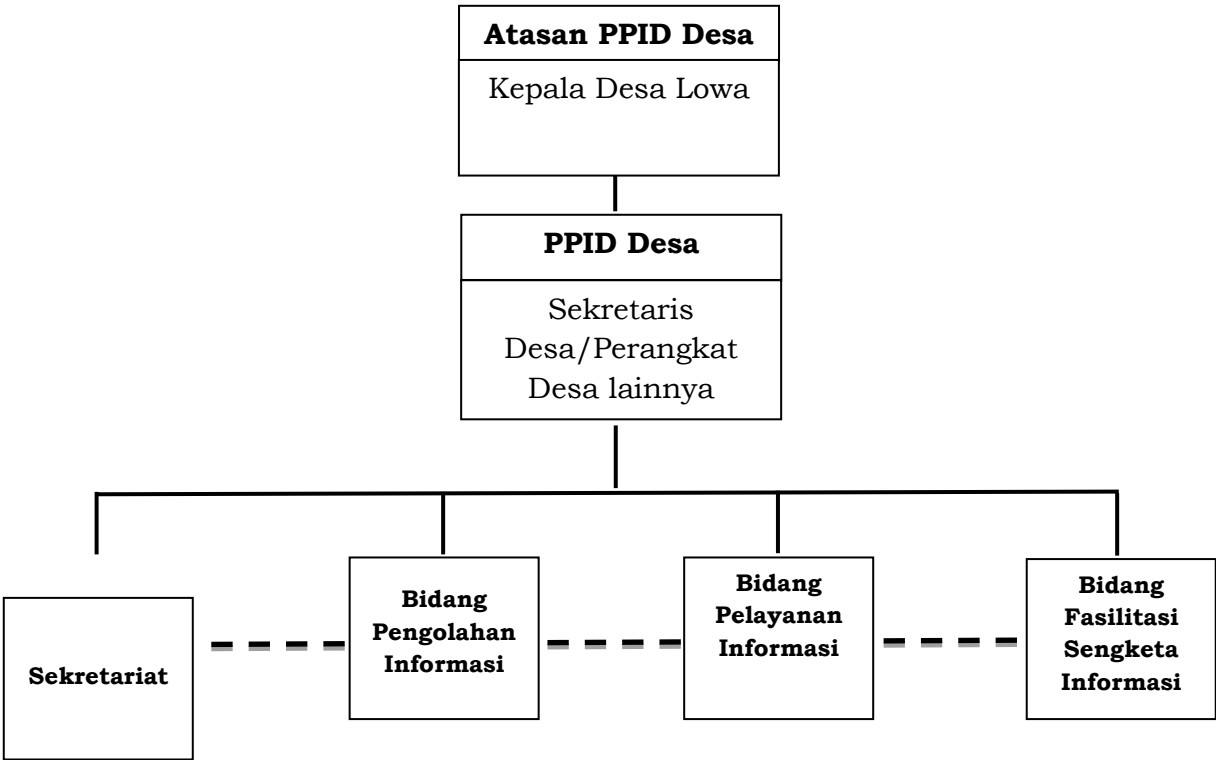 Atasan PPID Desa
Kepala Desa Lowa
PPID Desa
Sekretaris
Desa/Perangkat
Desa lainnya
Sekretariat
Bidang
Pengolahan
Informasi
Bidang
Pelayanan
Informasi
Bidang
Fasilitasi
Sengketa
Informasi